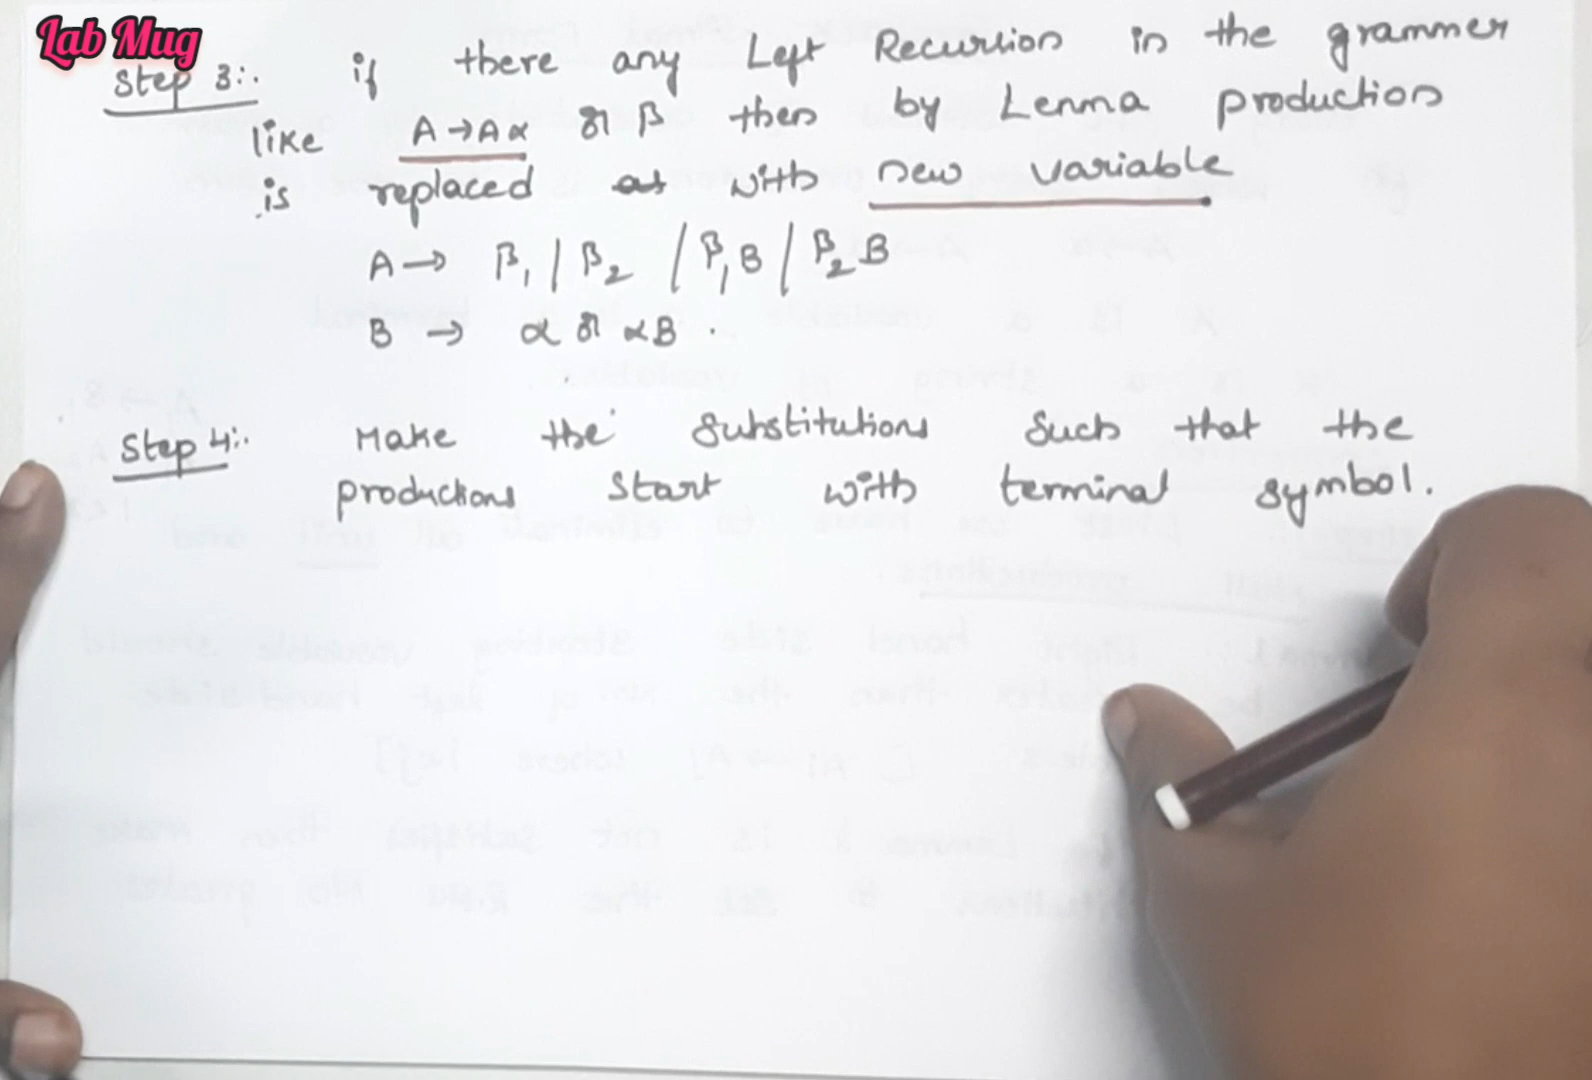 Lab Mug
Step 3:. if there any Left Recursion in the grammer
like A→Aα or β then by Lemma production
is replaced with new variable
A→ β₁ / β₂ / β₁B / β₂B
B → α or αB .
Step 4:. Make the Substitutions Such that the
productions Start with terminal symbol.